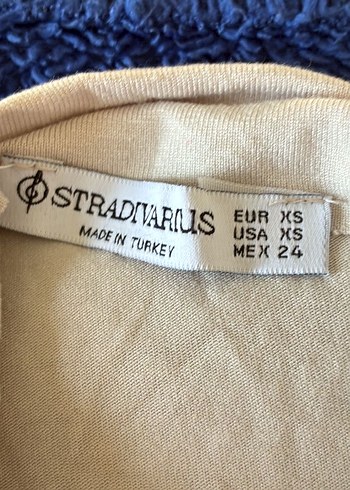 STRADIVARIUS
MADE IN TURKEY
EUR XS
USA XS
MEX 24